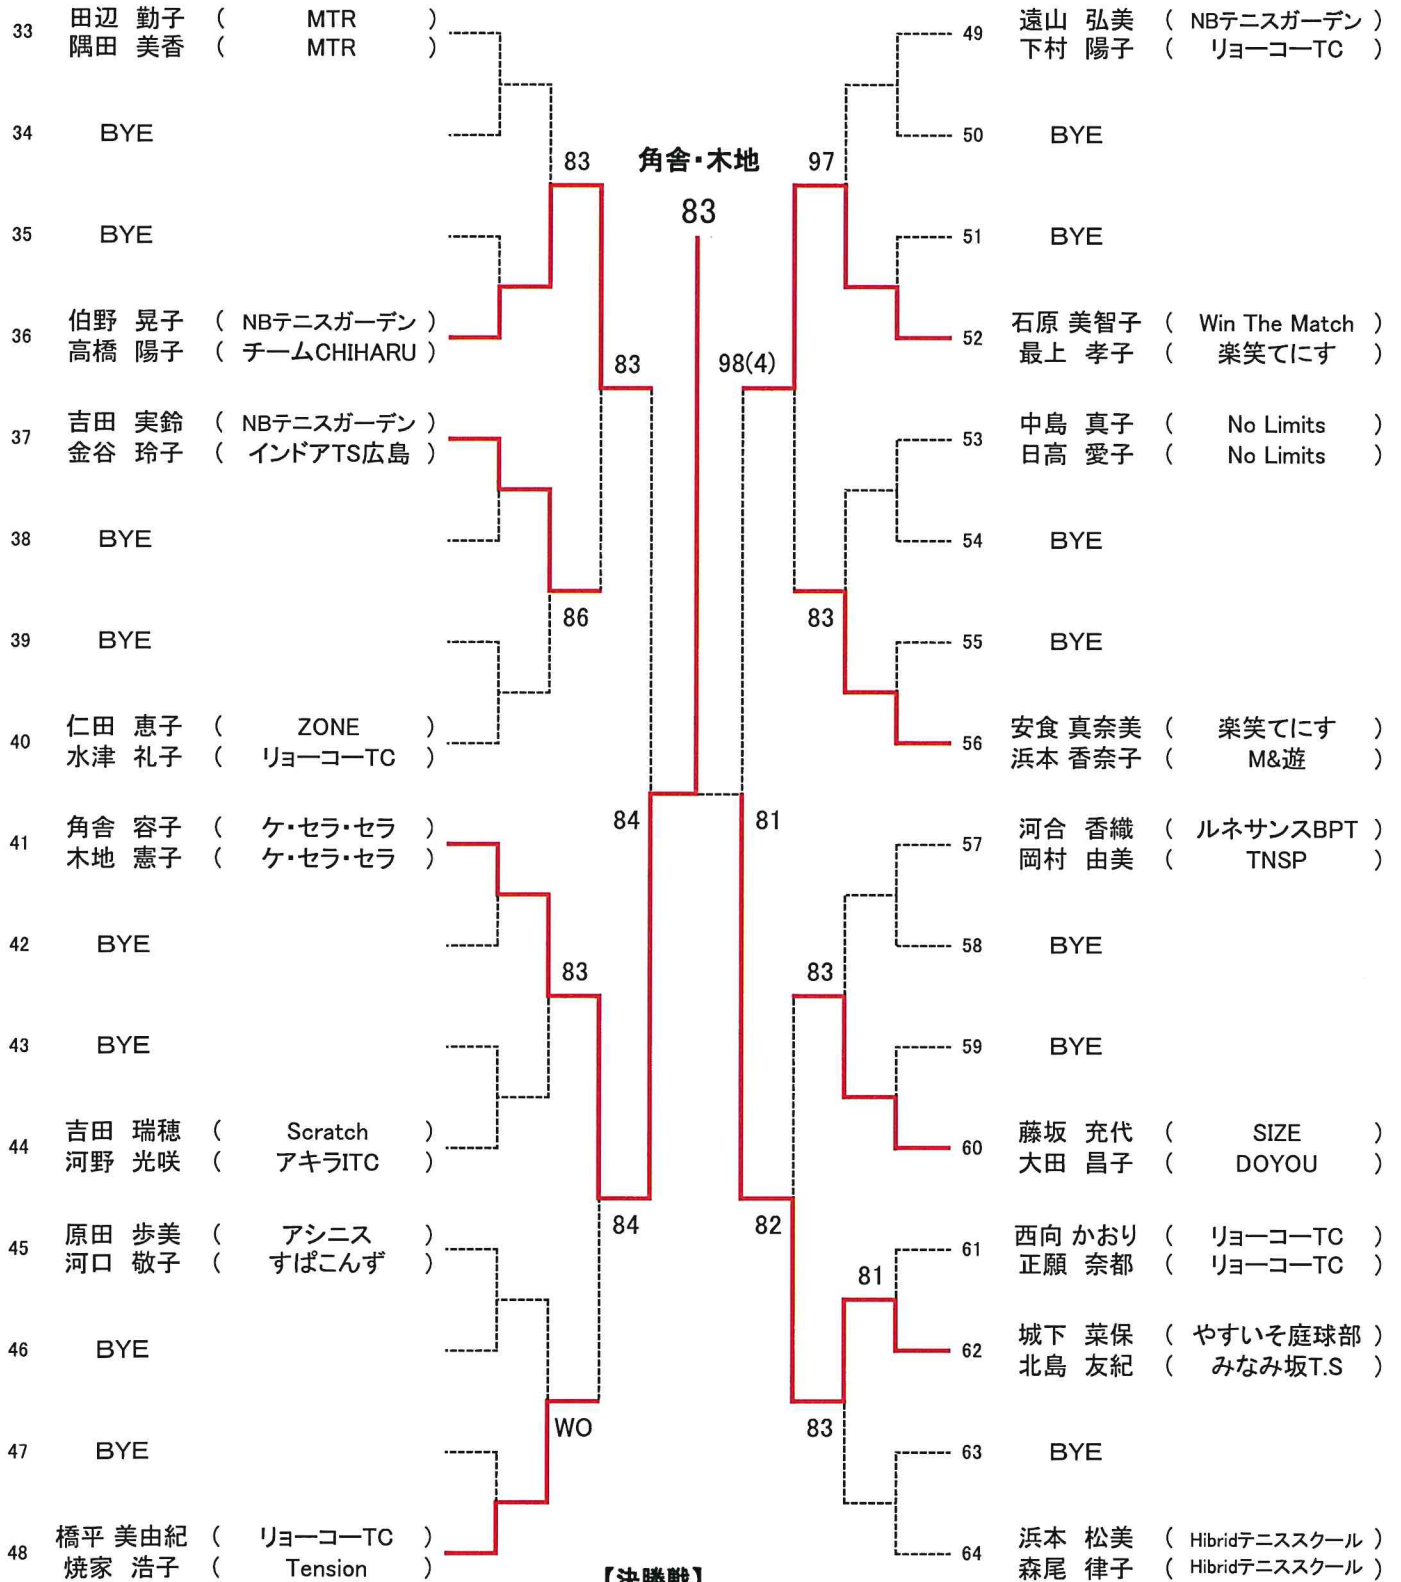 33 田辺 勤子 ( MTR )
隅田 美香 ( MTR )
34 BYE
35 BYE
36 伯野 晃子 ( NBテニスガーデン )
高橋 陽子 ( チームCHIHARU )
37 吉田 実鈴 ( NBテニスガーデン )
金谷 玲子 ( インドアTS広島 )
38 BYE
39 BYE
40 仁田 恵子 ( ZONE )
水津 礼子 ( リョーコーTC )
41 角舎 容子 ( ケ・セラ・セラ )
木地 憲子 ( ケ・セラ・セラ )
42 BYE
43 BYE
44 吉田 瑞穂 ( Scratch )
河野 光咲 ( アキラITC )
45 原田 歩美 ( アシニス )
河口 敬子 ( すぱこんず )
46 BYE
47 BYE
48 橋平 美由紀 ( リョーコーTC )
焼家 浩子 ( Tension )
83
86
83
WO
83
84
84
角舎・木地
83
98(4)
81
82
97
83
83
81
83
49 遠山 弘美 ( NBテニスガーデン )
下村 陽子 ( リョーコーTC )
50 BYE
51 BYE
52 石原 美智子 ( Win The Match )
最上 孝子 ( 楽笑てにす )
53 中島 真子 ( No Limits )
日高 愛子 ( No Limits )
54 BYE
55 BYE
56 安食 真奈美 ( 楽笑てにす )
浜本 香奈子 ( M&遊 )
57 河合 香織 ( ルネサンスBPT )
岡村 由美 ( TNSP )
58 BYE
59 BYE
60 藤坂 充代 ( SIZE )
大田 昌子 ( DOYOU )
61 西向 かおり ( リョーコーTC )
正願 奈都 ( リョーコーTC )
62 城下 菜保 ( やすいそ庭球部 )
北島 友紀 ( みなみ坂T.S )
63 BYE
64 浜本 松美 ( Hibridテニススクール )
森尾 律子 ( Hibridテニススクール )
【決勝戦】